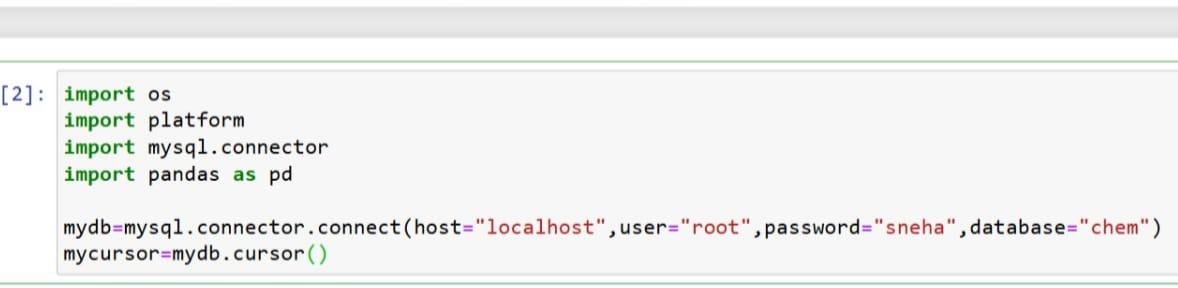 [2]: import os
import platform
import mysql.connector
import pandas as pd
mydb=mysql.connector.connect(host="localhost",user="root",password="sneha",database="chem")
mycursor=mydb.cursor()